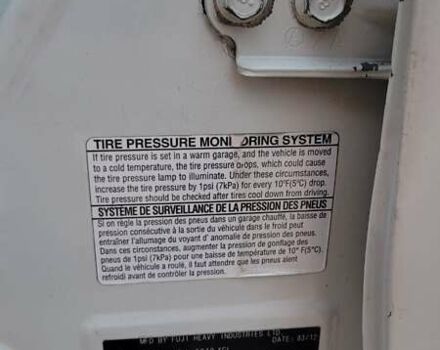 TIRE PRESSURE MONI ORING SYSTEM
If tire pressure is set in a warm garage, and the vehicle is moved
to a cold temperature, the tire pressure drops, which could cause
the tire pressure lamp to illuminate. Under these circumstances,
increase the tire pressure by 1psi (7kPa) for every 10°F(5°C) drop.
Tire pressure should be checked after tires cool down from driving.
SYSTÈME DE SURVEILLANCE DE LA PRESSION DES PNEUS
Si on règle la pression des pneus dans un garage chauffé, la baisse de
pression consécutive à la sortie du véhicule dans le froid peut
entraîner l'allumage du voyant d' anomalie de pression des pneus.
Dans ces circonstances, augmenter la pression de gonflage des
pneus de 1psi (7kPa) pour une baisse de température de 10° F(5°C).
Quand le véhicule a roulé, il faut attendre que les pneus aient
refroidi avant de contrôler la pression.
MFD BY FUJI HEAVY INDUSTRIES LTD.
DATE: 03/12